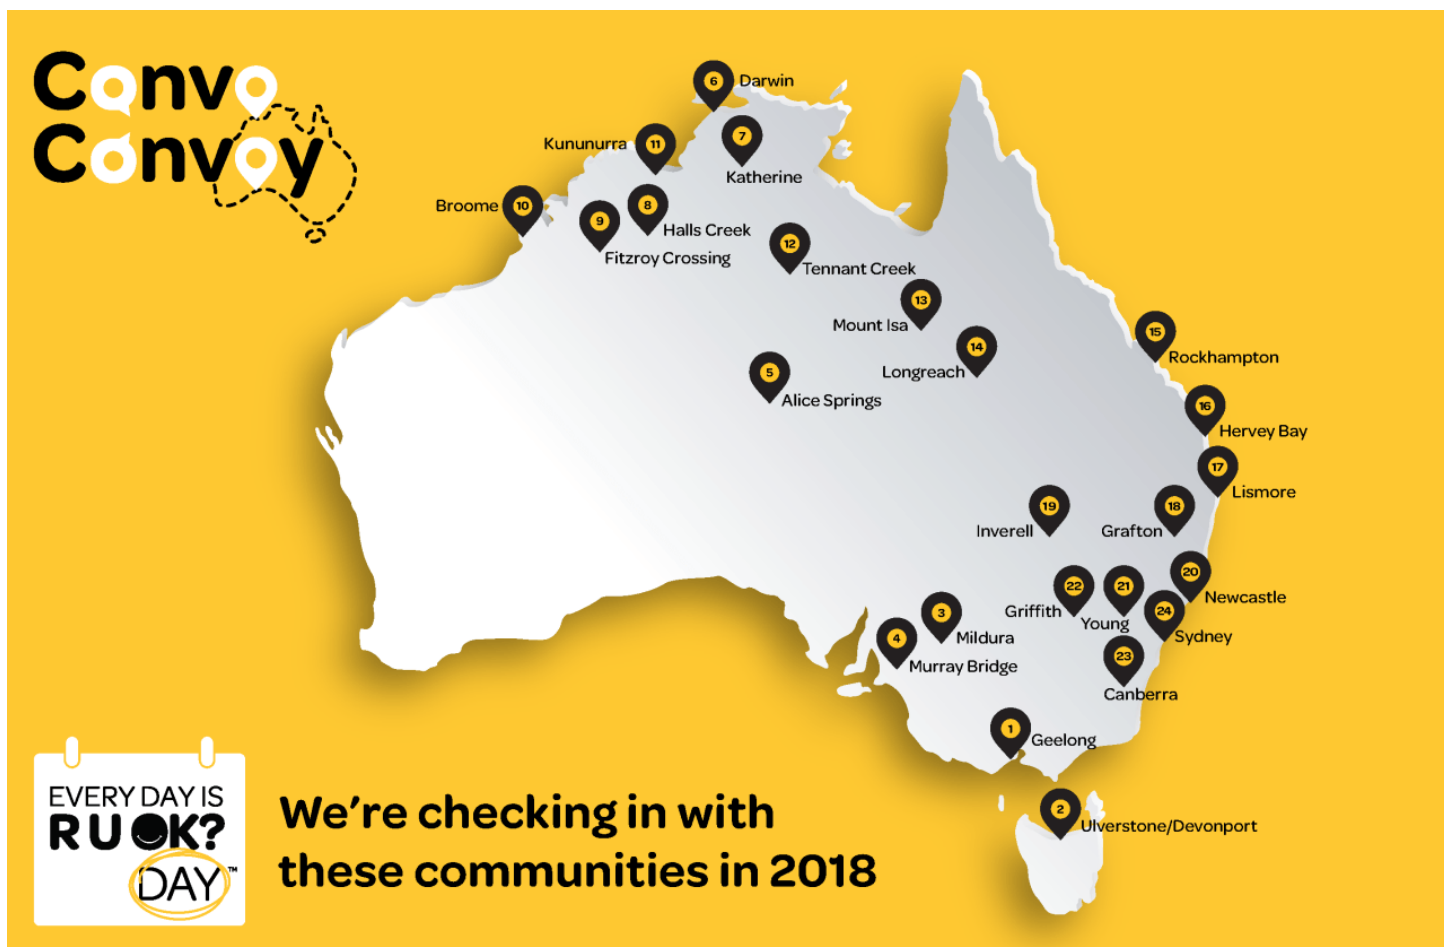 Convo
Convoy
6 Darwin
7
Katherine
Kununurra 11
Broome 10
9
Fitzroy Crossing
8
Halls Creek
12
Tennant Creek
13
Mount Isa
14
Longreach
5
Alice Springs
15
Rockhampton
16
Hervey Bay
17
Lismore
19
Inverell
18
Grafton
20
Newcastle
22
Griffith
21
Young
24
Sydney
3
Mildura
4
Murray Bridge
23
Canberra
1
Geelong
2
Ulverstone/Devonport
EVERY DAY IS
R U OK?
DAY™
We're checking in with
these communities in 2018